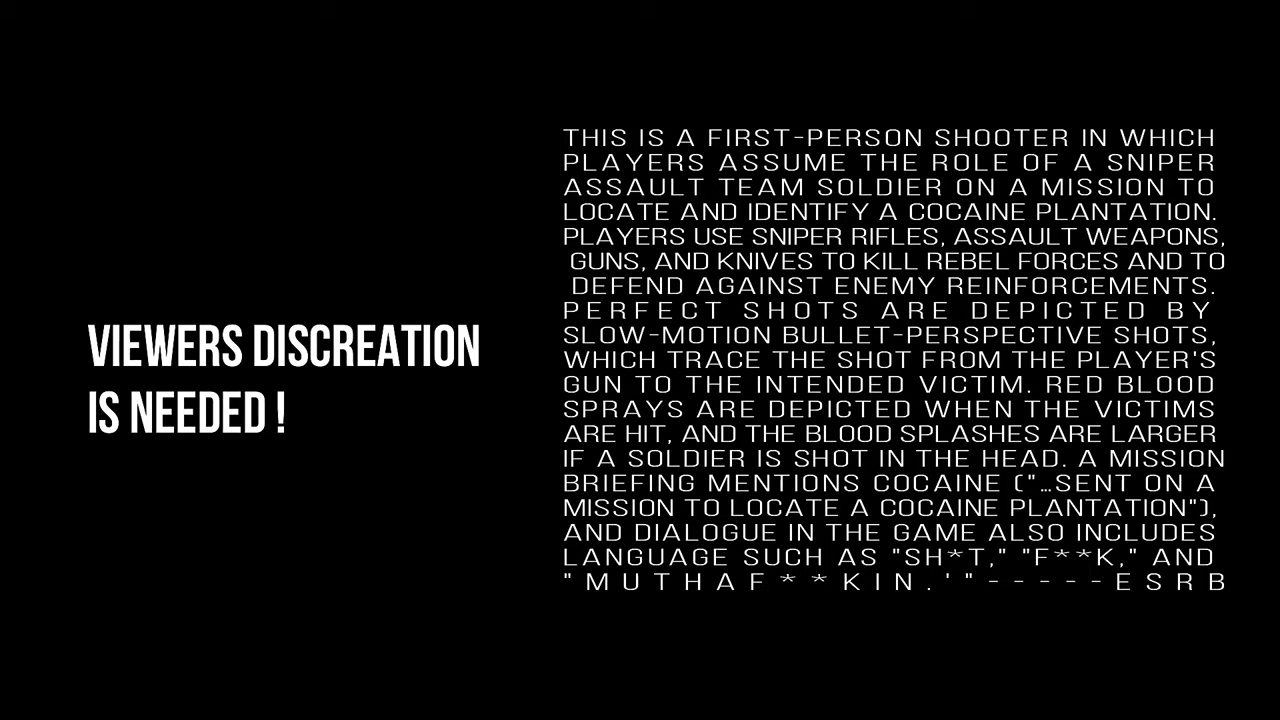 VIEWERS DISCREATION
IS NEEDED !
THIS IS A FIRST-PERSON SHOOTER IN WHICH
PLAYERS ASSUME THE ROLE OF A SNIPER
ASSAULT TEAM SOLDIER ON A MISSION TO
LOCATE AND IDENTIFY A COCAINE PLANTATION.
PLAYERS USE SNIPER RIFLES, ASSAULT WEAPONS,
GUNS, AND KNIVES TO KILL REBEL FORCES AND TO
DEFEND AGAINST ENEMY REINFORCEMENTS.
PERFECT SHOTS ARE DEPICTED BY
SLOW-MOTION BULLET-PERSPECTIVE SHOTS,
WHICH TRACE THE SHOT FROM THE PLAYER'S
GUN TO THE INTENDED VICTIM. RED BLOOD
SPRAYS ARE DEPICTED WHEN THE VICTIMS
ARE HIT, AND THE BLOOD SPLASHES ARE LARGER
IF A SOLDIER IS SHOT IN THE HEAD. A MISSION
BRIEFING MENTIONS COCAINE ("…SENT ON A
MISSION TO LOCATE A COCAINE PLANTATION"),
AND DIALOGUE IN THE GAME ALSO INCLUDES
LANGUAGE SUCH AS "SH*T," "F**K," AND
"MUTHAF**KIN.'"-----ESRB